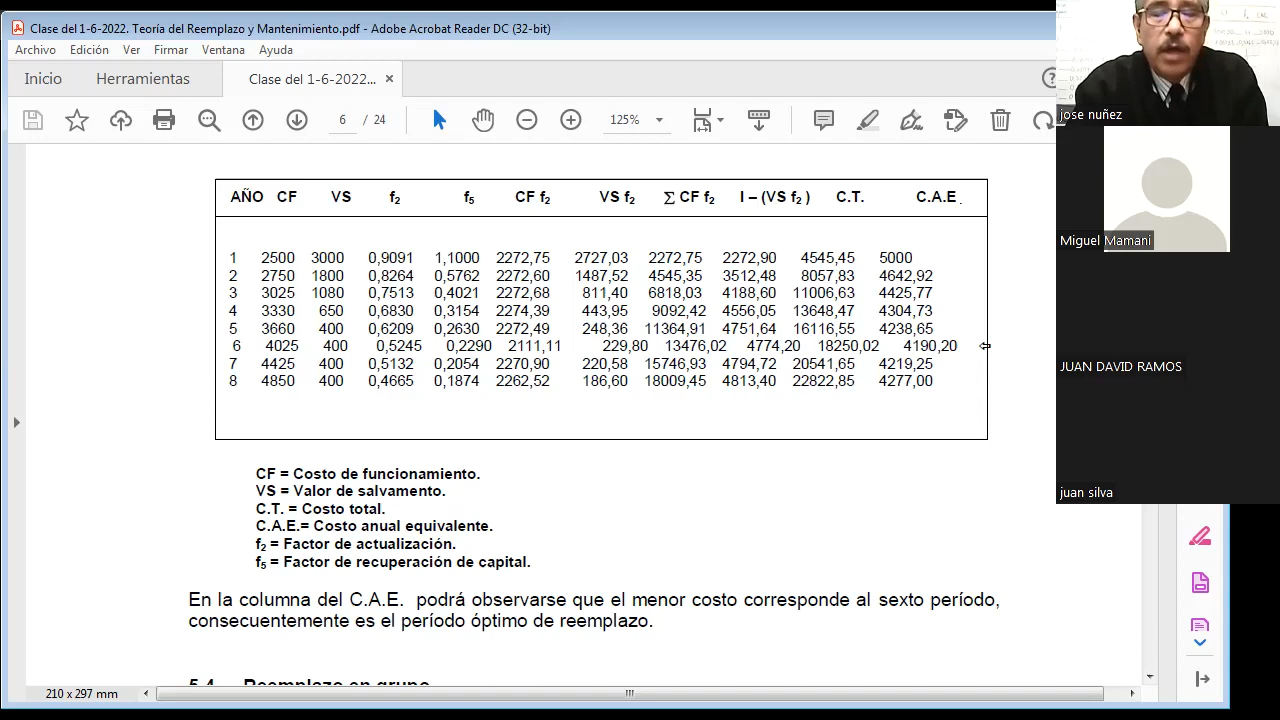 Clase del 1-6-2022. Teoría del Reemplazo y Mantenimiento.pdf - Adobe Acrobat Reader DC (32-bit)
Archivo Edición Ver Firmar Ventana Ayuda
Inicio Herramientas Clase del 1-6-2022... ×
6 / 24 125%
AÑO CF VS f2 f5 CF f2 VS f2 ∑ CF f2 I – (VS f2 ) C.T. C.A.E.
1 2500 3000 0,9091 1,1000 2272,75 2727,03 2272,75 2272,90 4545,45 5000
2 2750 1800 0,8264 0,5762 2272,60 1487,52 4545,35 3512,48 8057,83 4642,92
3 3025 1080 0,7513 0,4021 2272,68 811,40 6818,03 4188,60 11006,63 4425,77
4 3330 650 0,6830 0,3154 2274,39 443,95 9092,42 4556,05 13648,47 4304,73
5 3660 400 0,6209 0,2630 2272,49 248,36 11364,91 4751,64 16116,55 4238,65
6 4025 400 0,5245 0,2290 2111,11 229,80 13476,02 4774,20 18250,02 4190,20 ⇦
7 4425 400 0,5132 0,2054 2270,90 220,58 15746,93 4794,72 20541,65 4219,25
8 4850 400 0,4665 0,1874 2262,52 186,60 18009,45 4813,40 22822,85 4277,00
CF = Costo de funcionamiento.
VS = Valor de salvamento.
C.T. = Costo total.
C.A.E.= Costo anual equivalente.
f2 = Factor de actualización.
f5 = Factor de recuperación de capital.
En la columna del C.A.E. podrá observarse que el menor costo corresponde al sexto período,
consecuentemente es el período óptimo de reemplazo.
5.4. Reemplazo en grupo
210 x 297 mm
jose nuñez
Miguel Mamani
JUAN DAVID RAMOS
juan silva